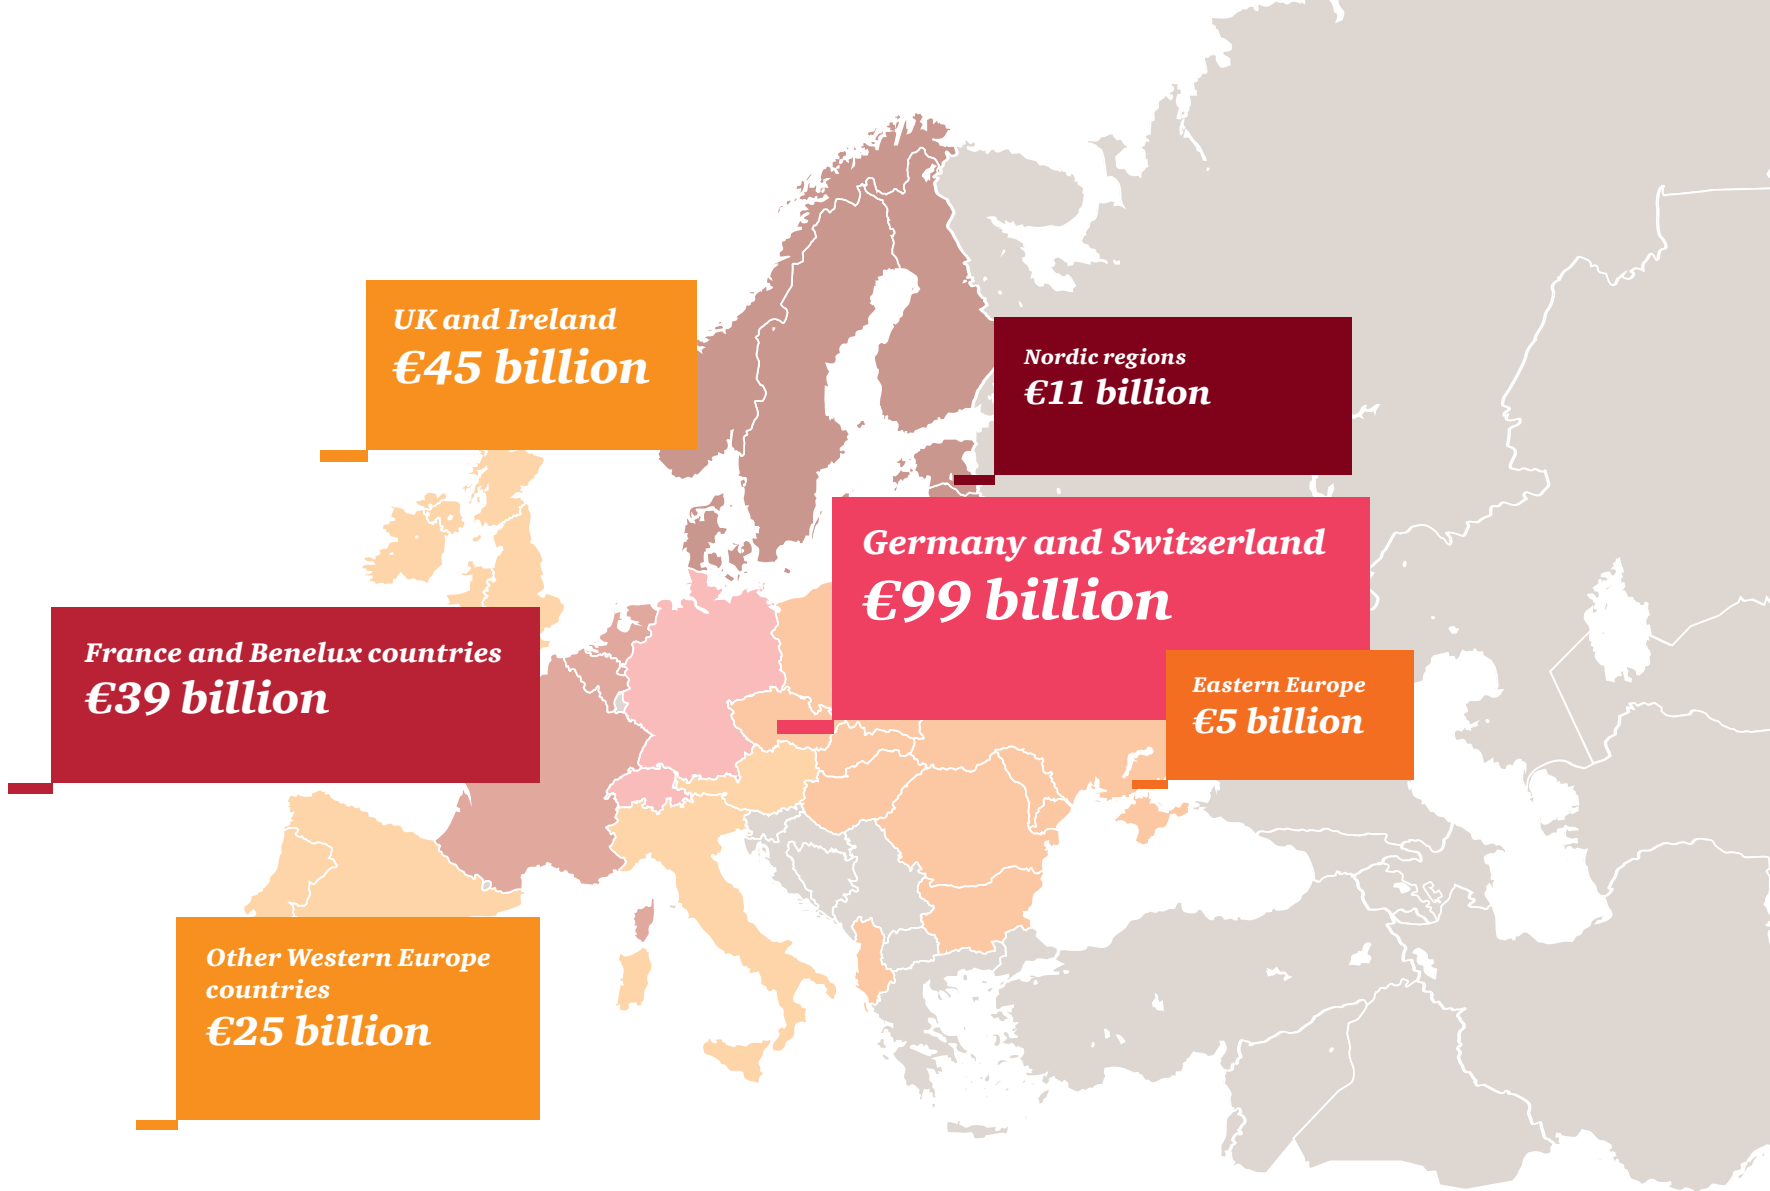 UK and Ireland
€45 billion
Nordic regions
€11 billion
Germany and Switzerland
€99 billion
France and Benelux countries
€39 billion
Eastern Europe
€5 billion
Other Western Europe
countries
€25 billion